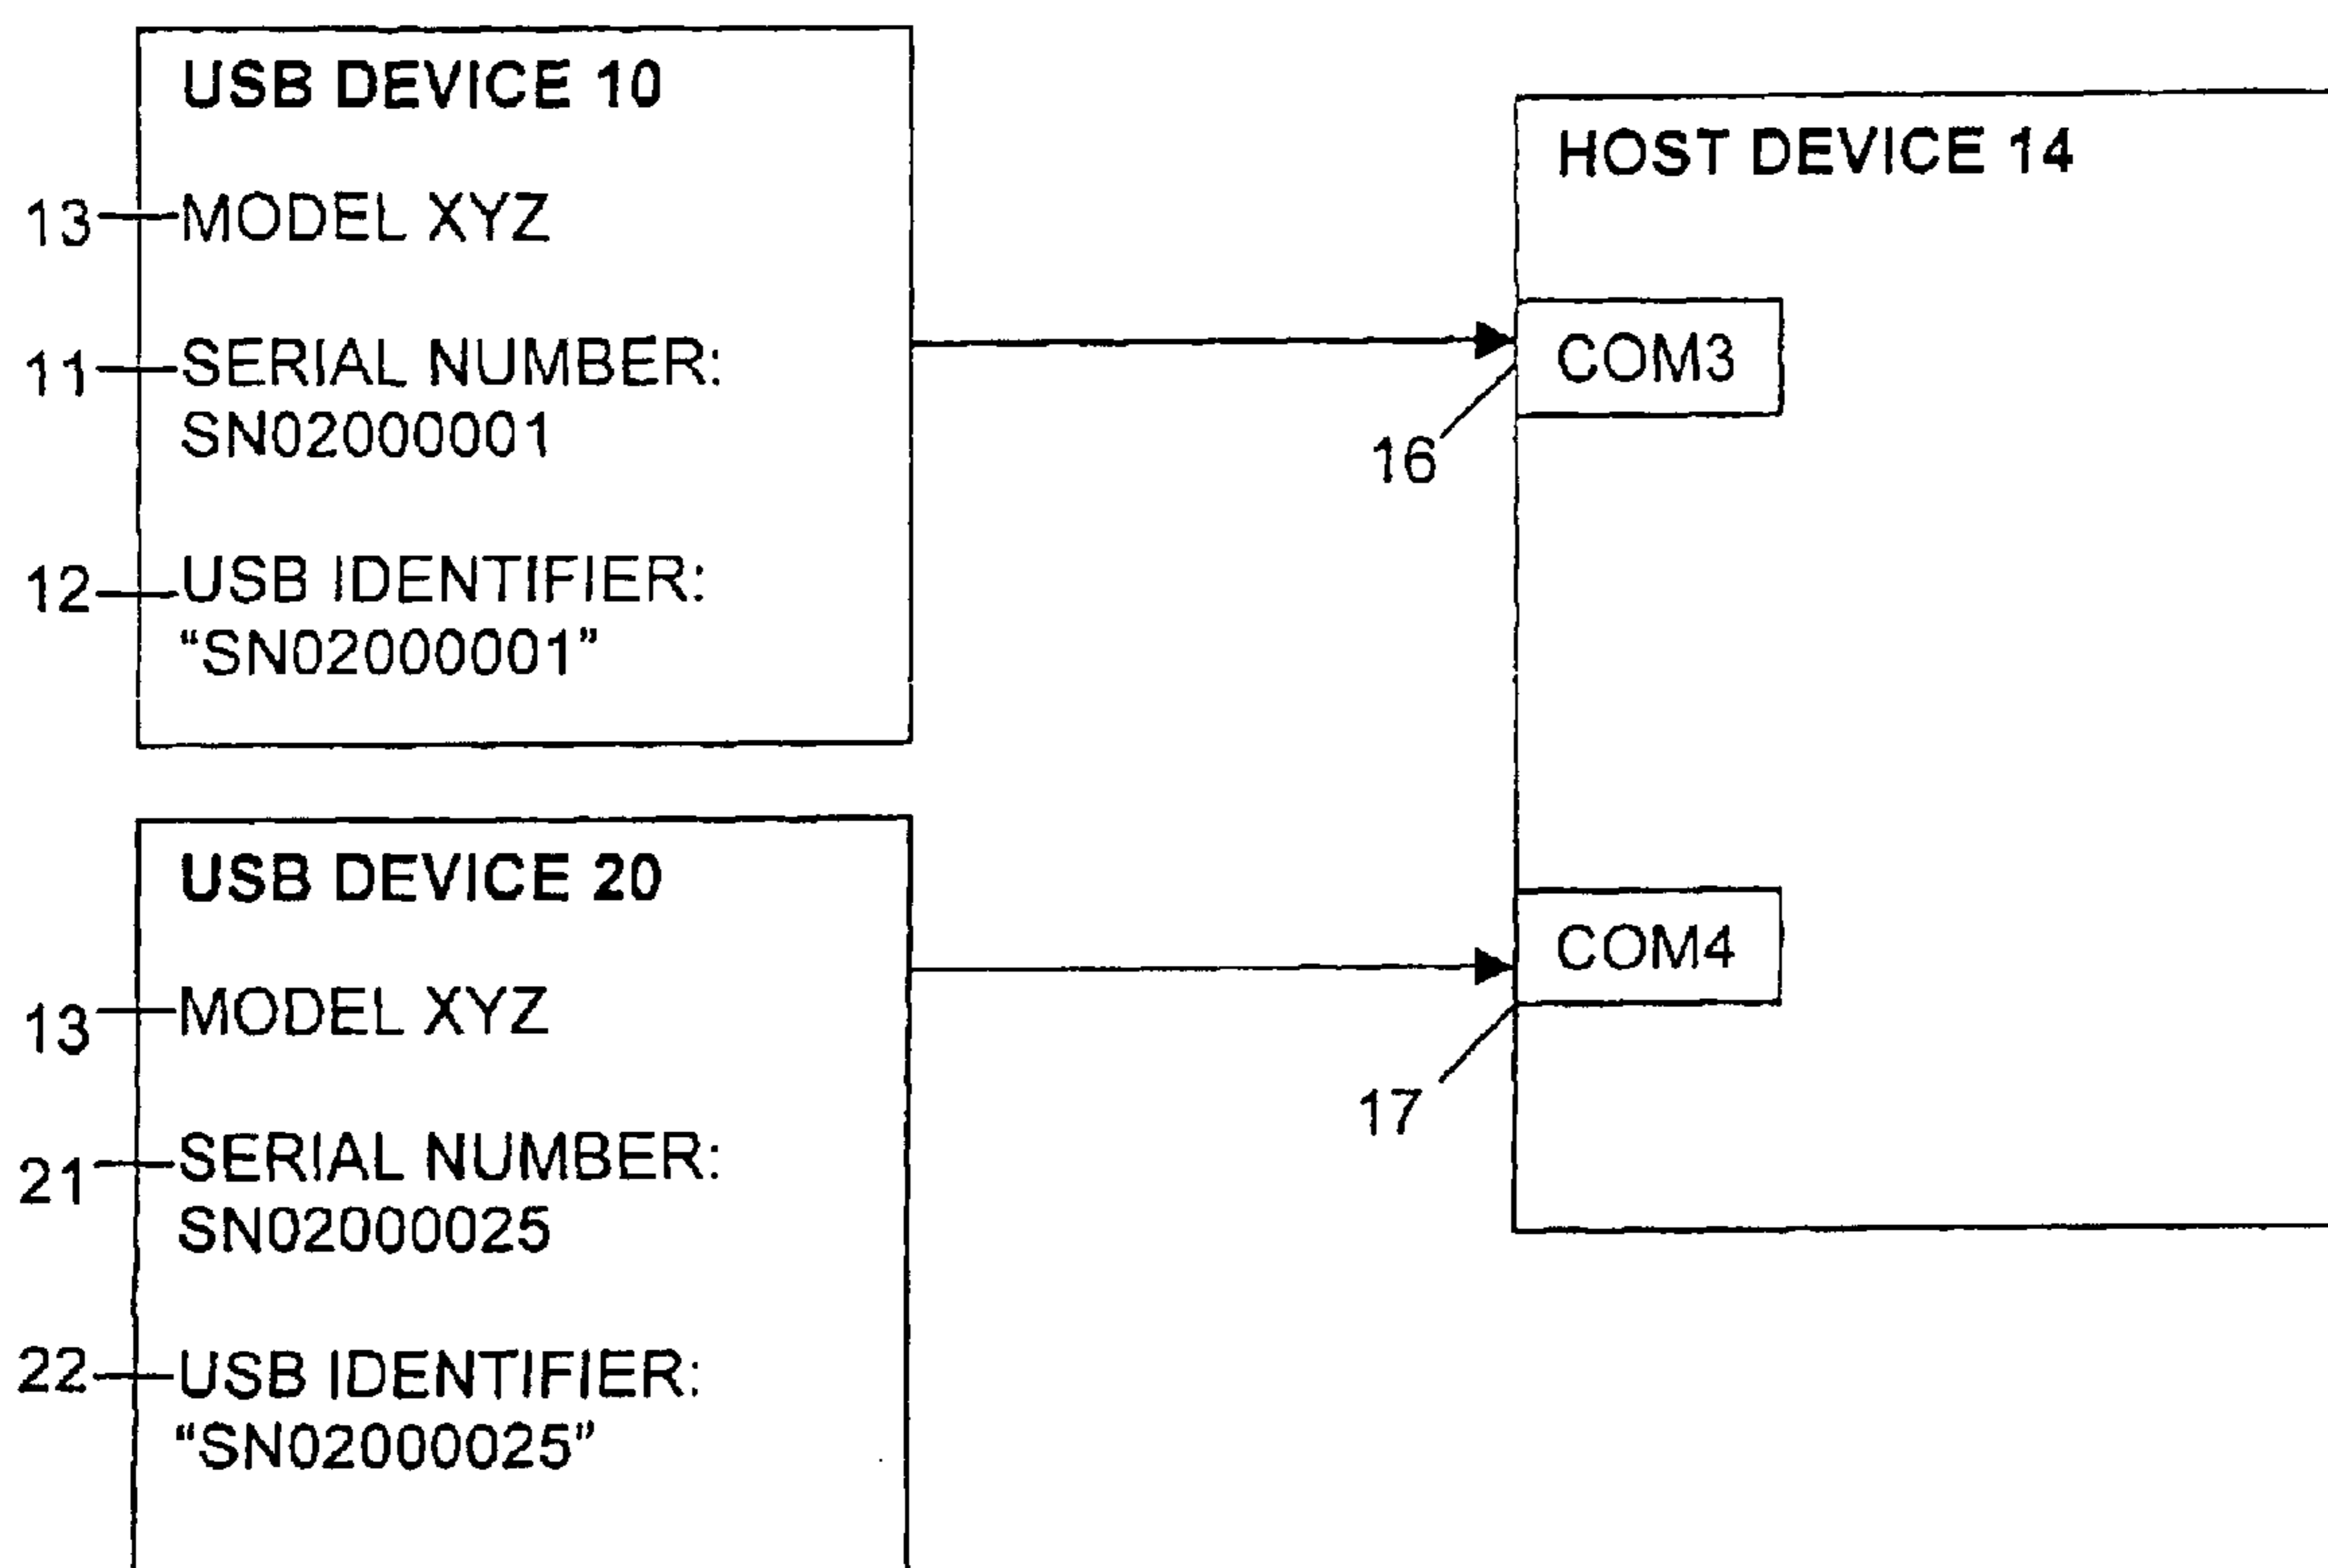 USB DEVICE 10
13 MODEL XYZ
11 SERIAL NUMBER:
SN02000001
12 USB IDENTIFIER:
“SN02000001”
HOST DEVICE 14
COM3
16
USB DEVICE 20
13 MODEL XYZ
21 SERIAL NUMBER:
SN02000025
22 USB IDENTIFIER:
“SN02000025”
COM4
17